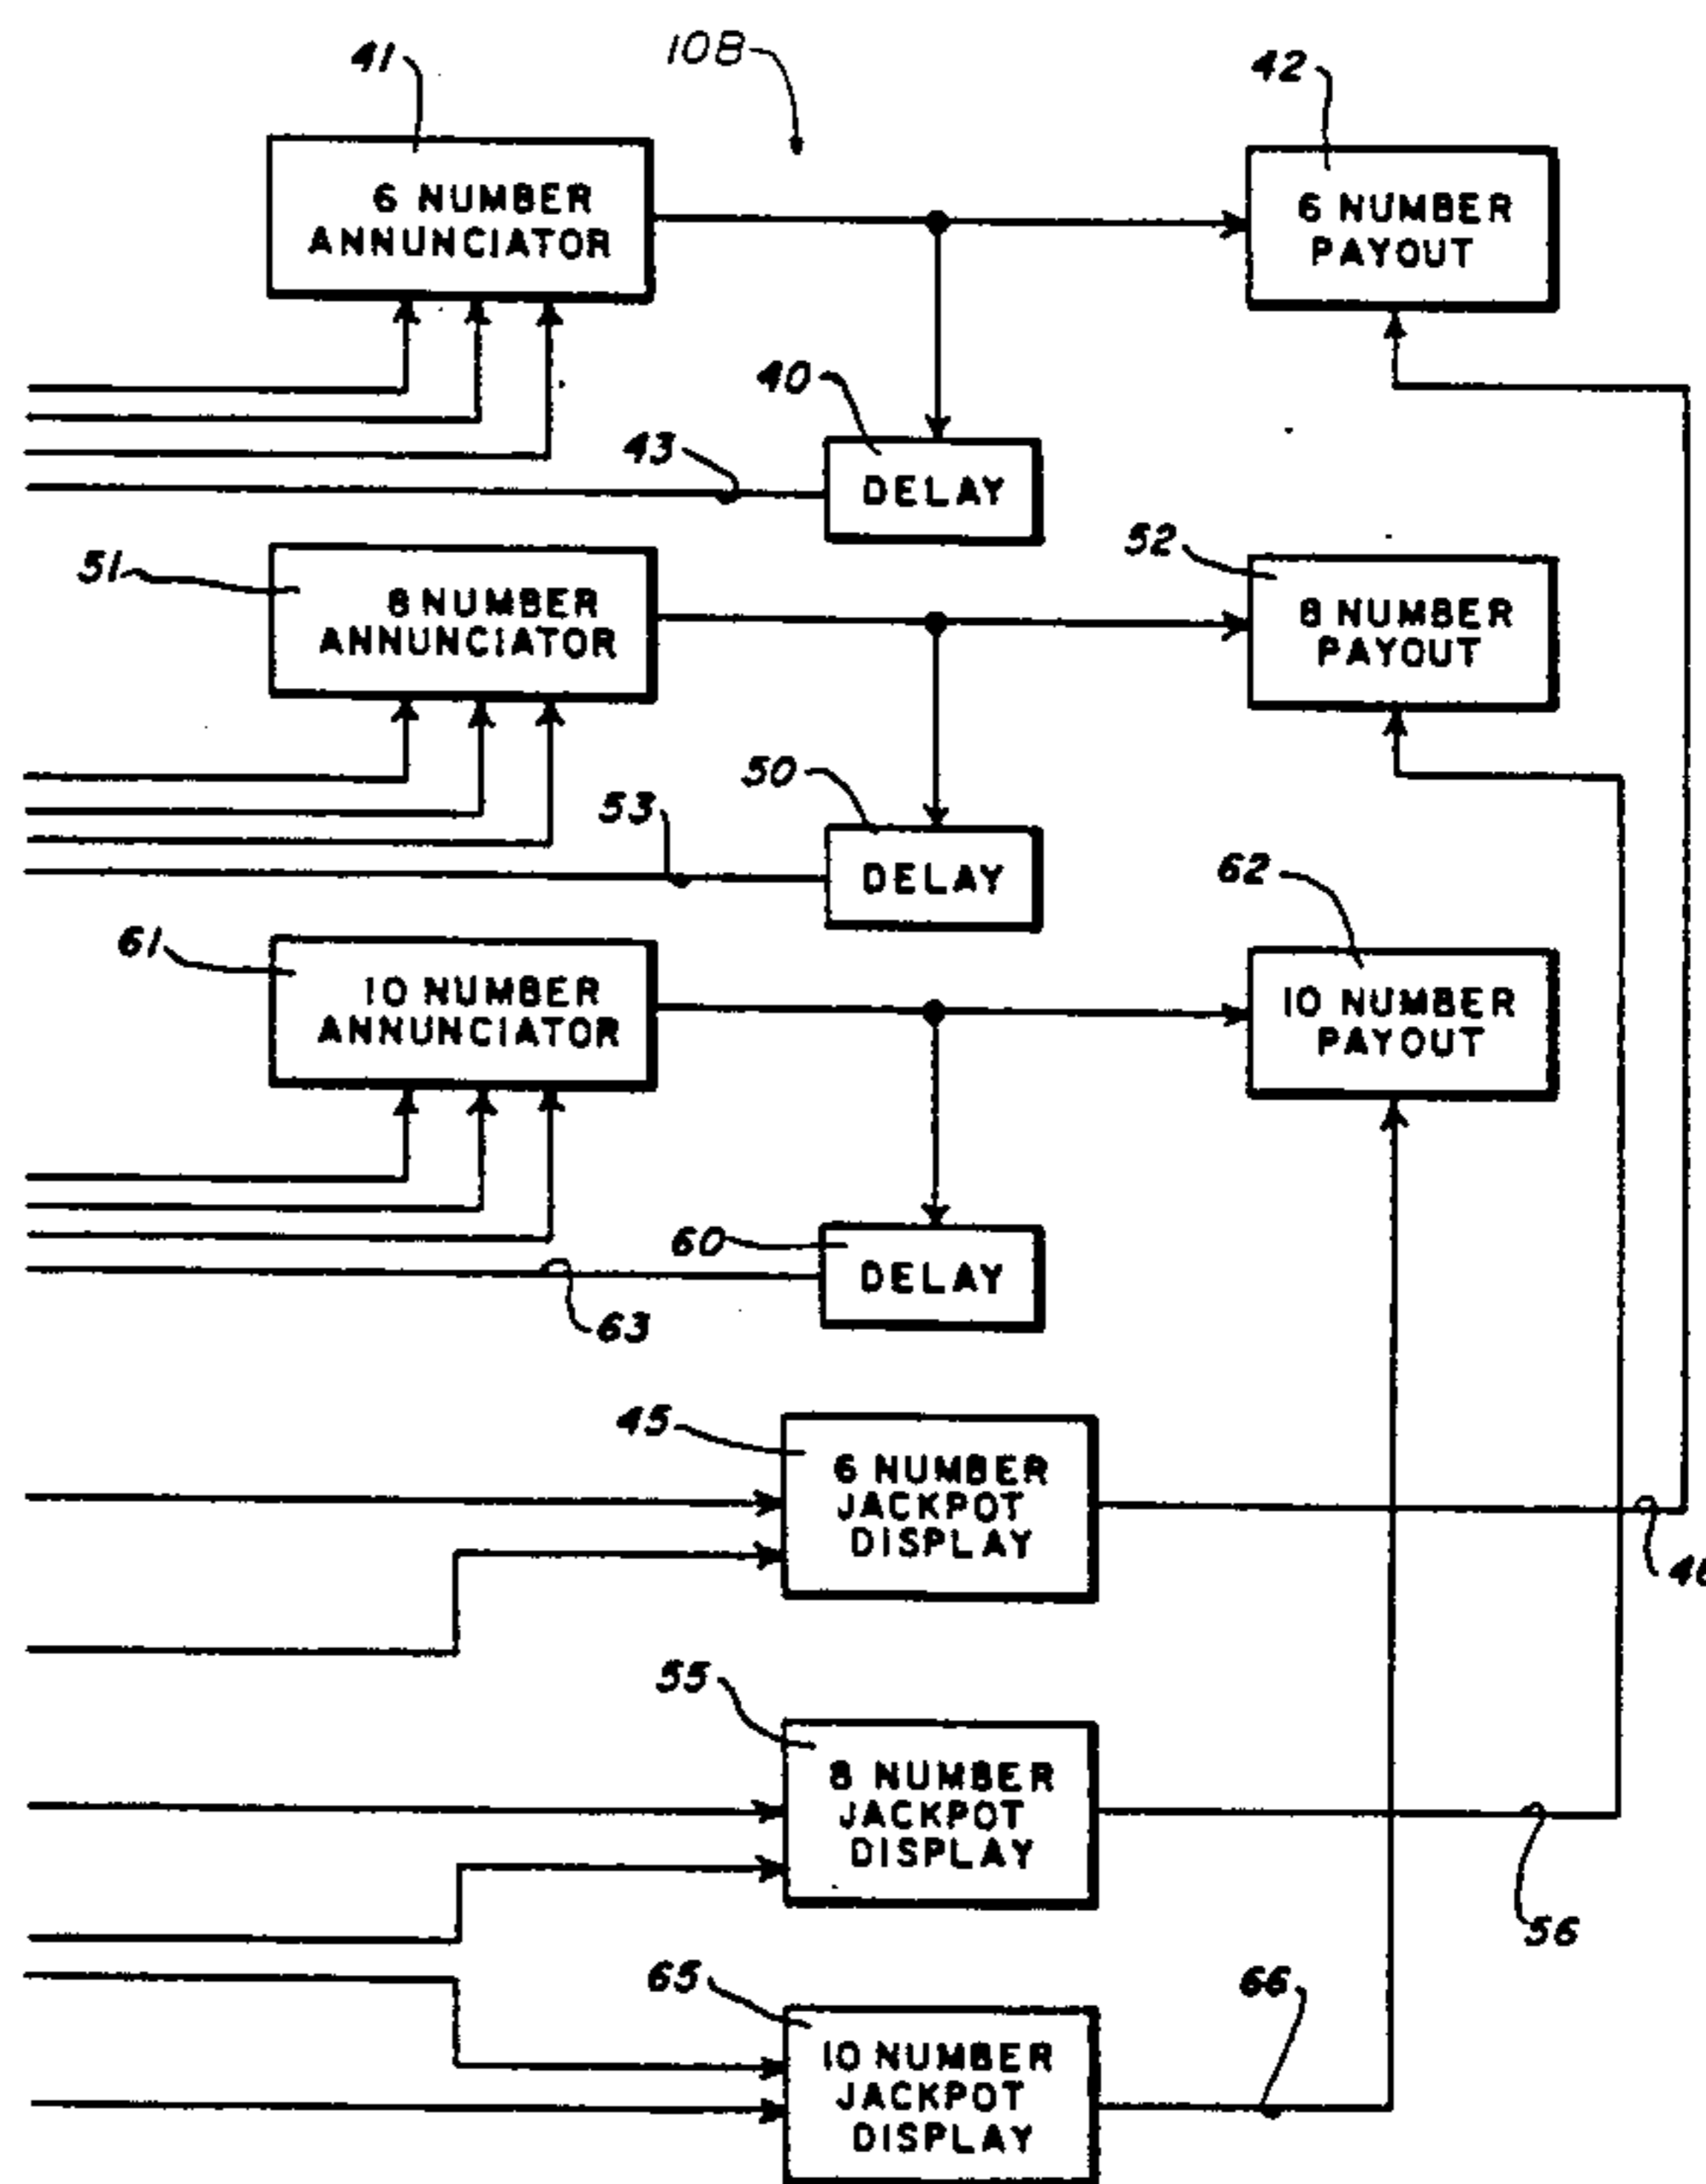 41
108
42
6 NUMBER
ANNUNCIATOR
6 NUMBER
PAYOUT
40
43
DELAY
51
52
8 NUMBER
ANNUNCIATOR
8 NUMBER
PAYOUT
50
53
DELAY
62
61
10 NUMBER
ANNUNCIATOR
10 NUMBER
PAYOUT
60
DELAY
63
45
6 NUMBER
JACKPOT
DISPLAY
55
8 NUMBER
JACKPOT
DISPLAY
56
65
66
10 NUMBER
JACKPOT
DISPLAY